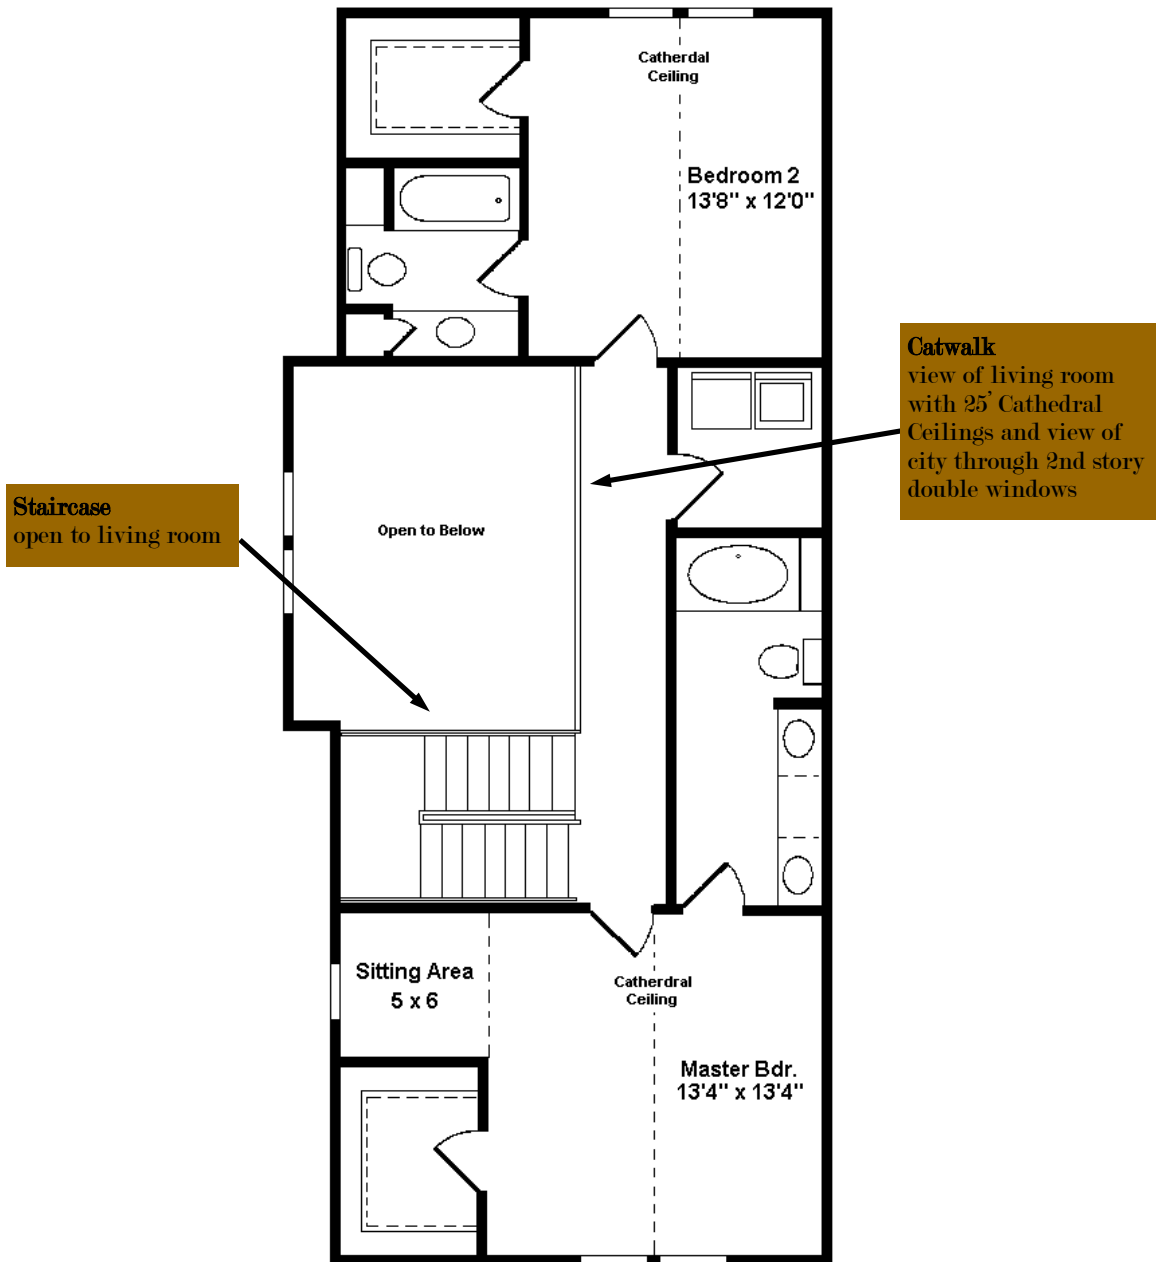 Catherdal
Ceiling
Bedroom 2
13'8" x 12'0"
Catwalk
view of living room
with 25' Cathedral
Ceilings and view of
city through 2nd story
double windows
Staircase
open to living room
Open to Below
Sitting Area
5 x 6
Catherdral
Ceiling
Master Bdr.
13'4" x 13'4"